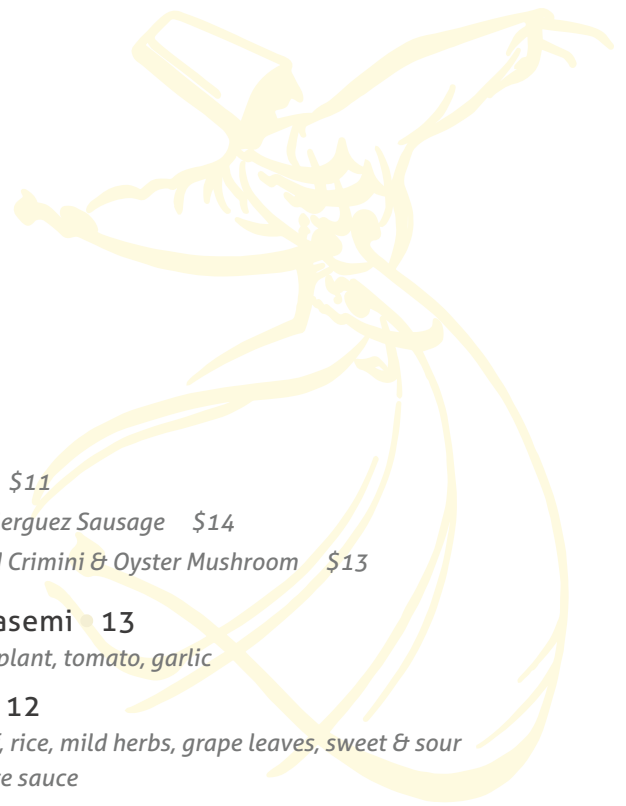 $11
erguez Sausage $14
Crimini & Oyster Mushroom $13
asemi • 13
plant, tomato, garlic
12
, rice, mild herbs, grape leaves, sweet & sour
e sauce